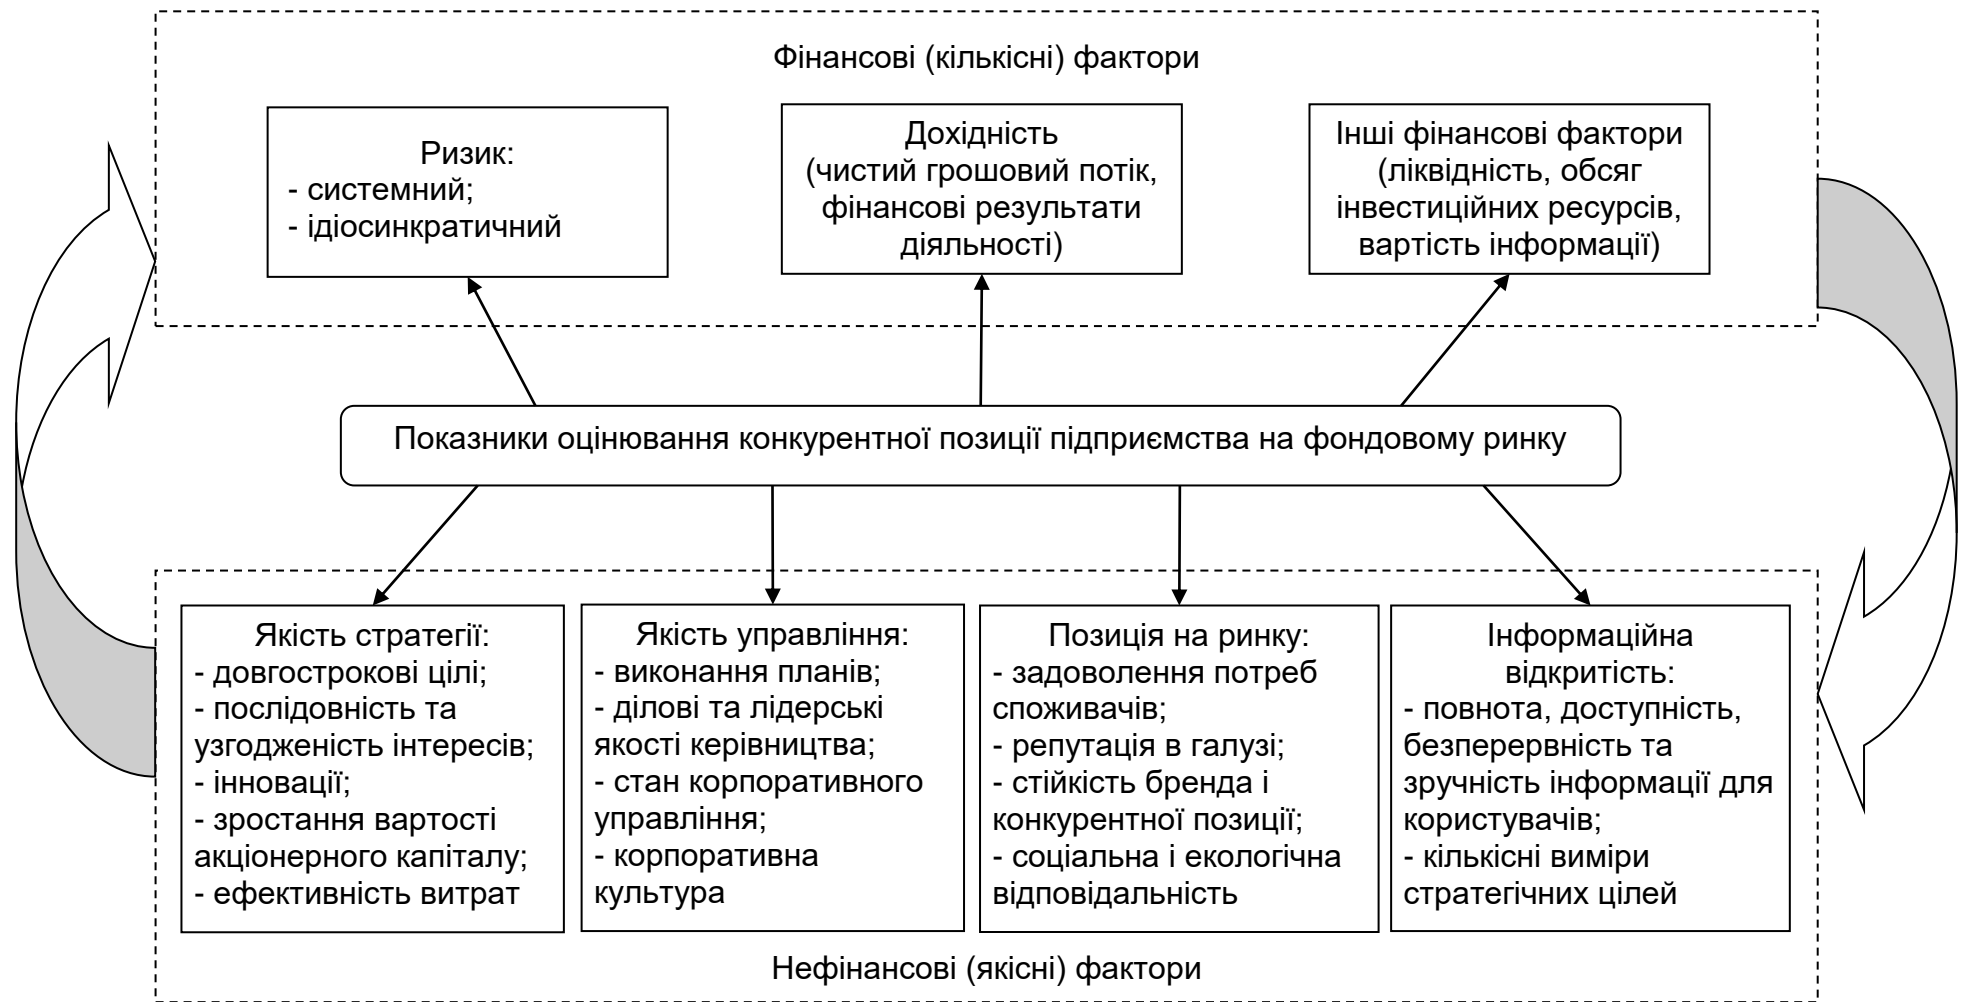 Фінансові (кількісні) фактори
Ризик:
- системний;
- ідіосинкратичний
Дохідність
(чистий грошовий потік,
фінансові результати
діяльності)
Інші фінансові фактори
(ліквідність, обсяг
інвестиційних ресурсів,
вартість інформації)
Показники оцінювання конкурентної позиції підприємства на фондовому ринку
Якість стратегії:
- довгострокові цілі;
- послідовність та
узгодженість інтересів;
- інновації;
- зростання вартості
акціонерного капіталу;
- ефективність витрат
Якість управління:
- виконання планів;
- ділові та лідерські
якості керівництва;
- стан корпоративного
управління;
- корпоративна
культура
Позиція на ринку:
- задоволення потреб
споживачів;
- репутація в галузі;
- стійкість бренда і
конкурентної позиції;
- соціальна і екологічна
відповідальність
Інформаційна
відкритість:
- повнота, доступність,
безперервність та
зручність інформації для
користувачів;
- кількісні виміри
стратегічних цілей
Нефінансові (якісні) фактори